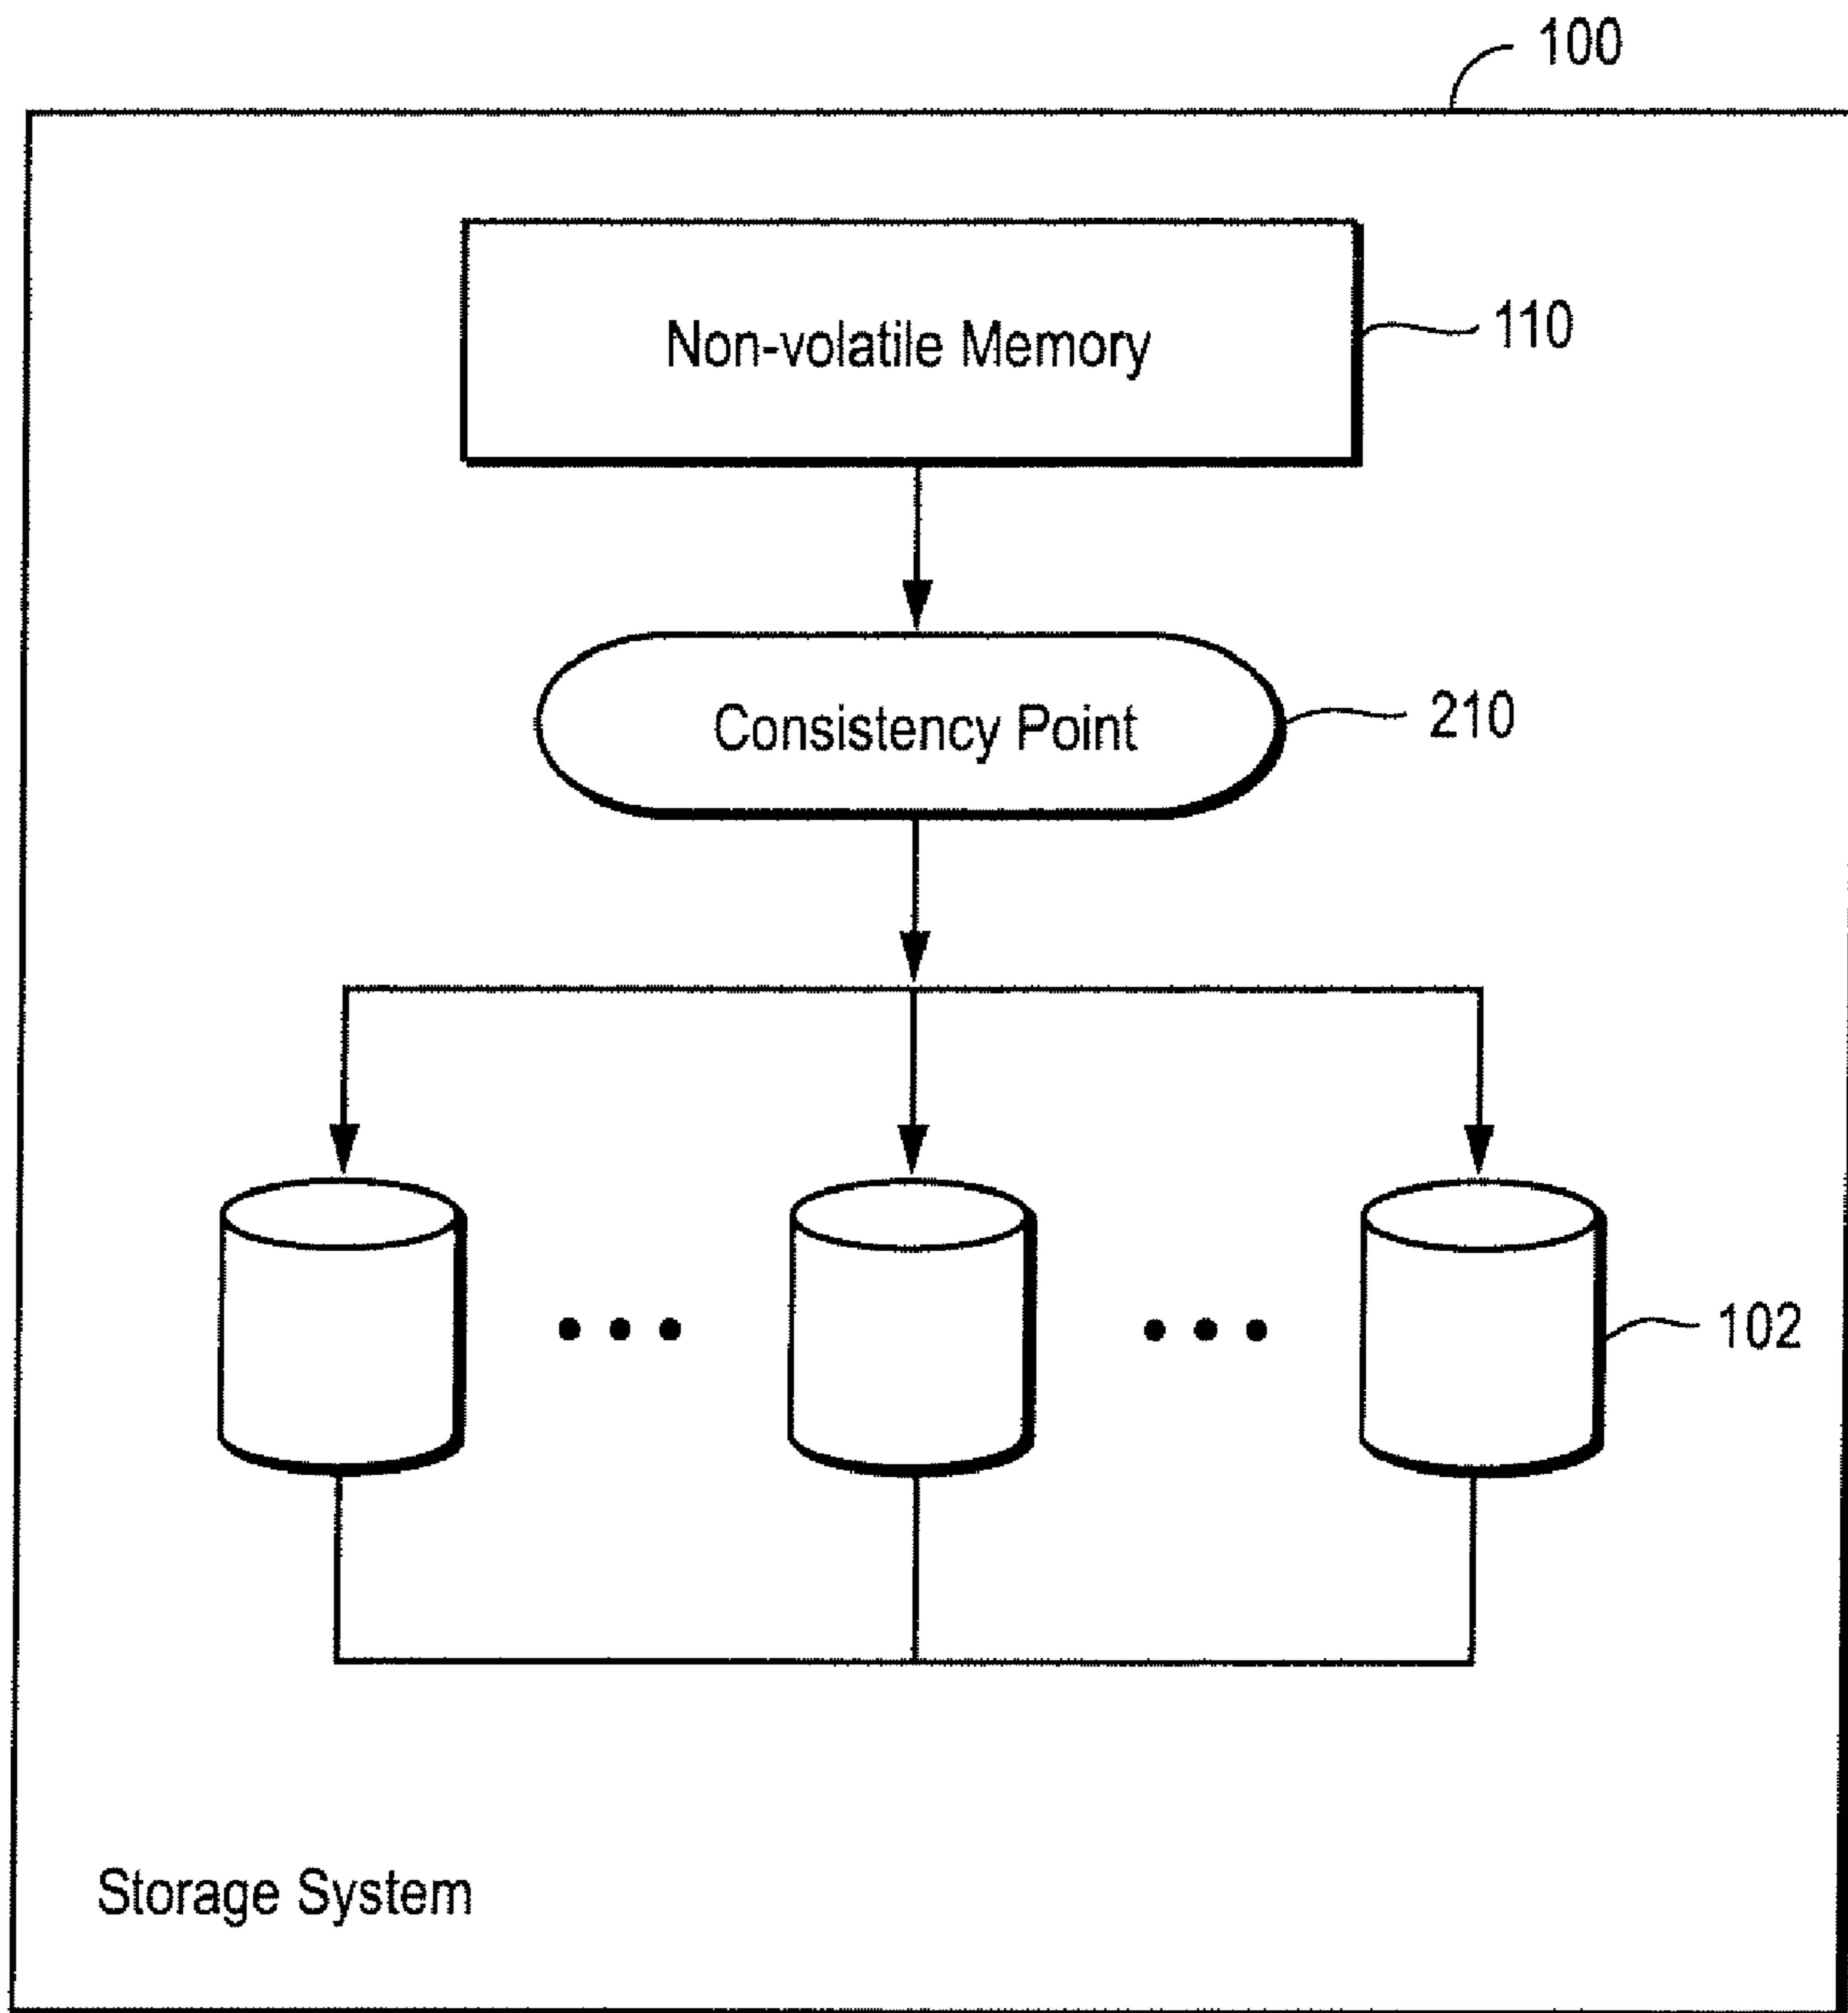 100
Non-volatile Memory
110
Consistency Point
210
102
Storage System